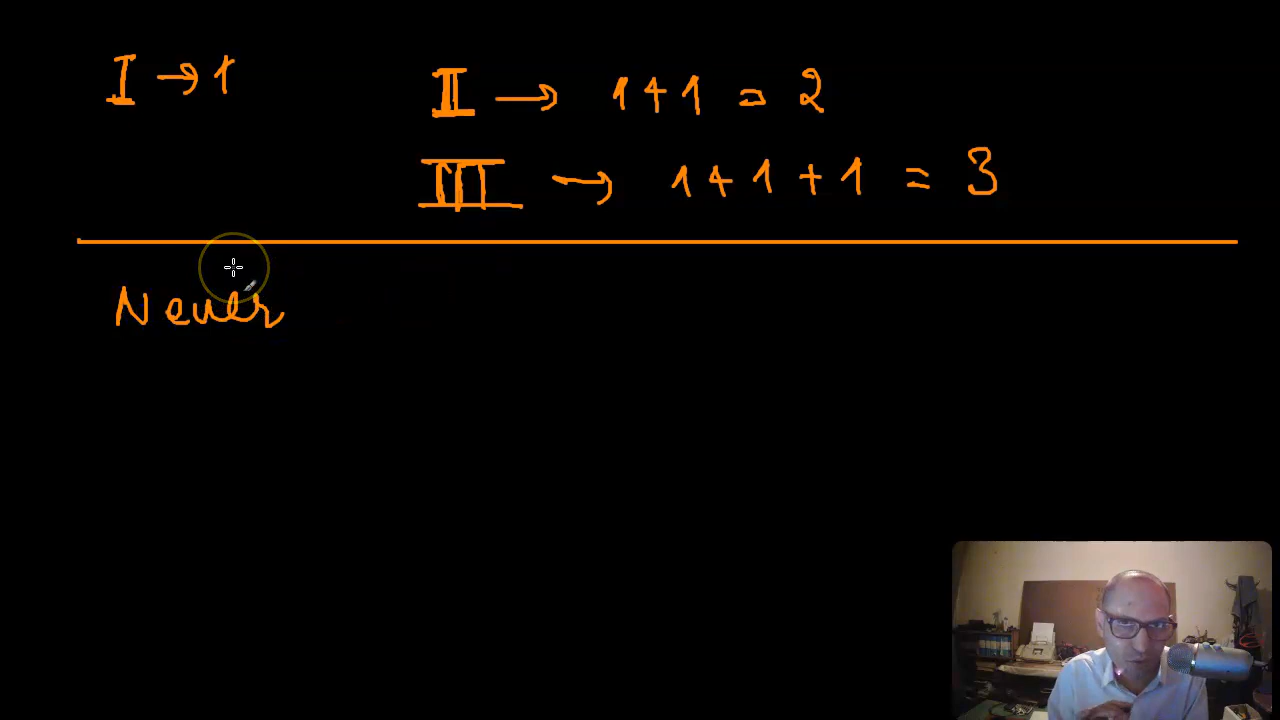 I → 1
II → 1 + 1 = 2
III → 1 + 1 + 1 = 3
Never